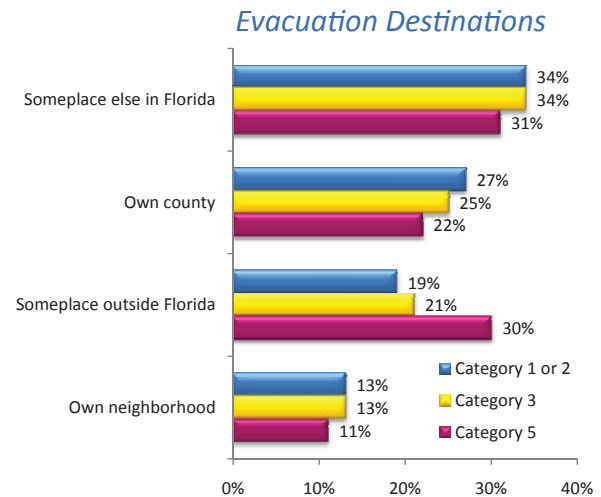 Evacuation Destinations
Someplace else in Florida
34%
34%
31%
Own county
27%
25%
22%
Someplace outside Florida
19%
21%
30%
Own neighborhood
13%
13%
11%
Category 1 or 2
Category 3
Category 5
0% 10% 20% 30% 40%